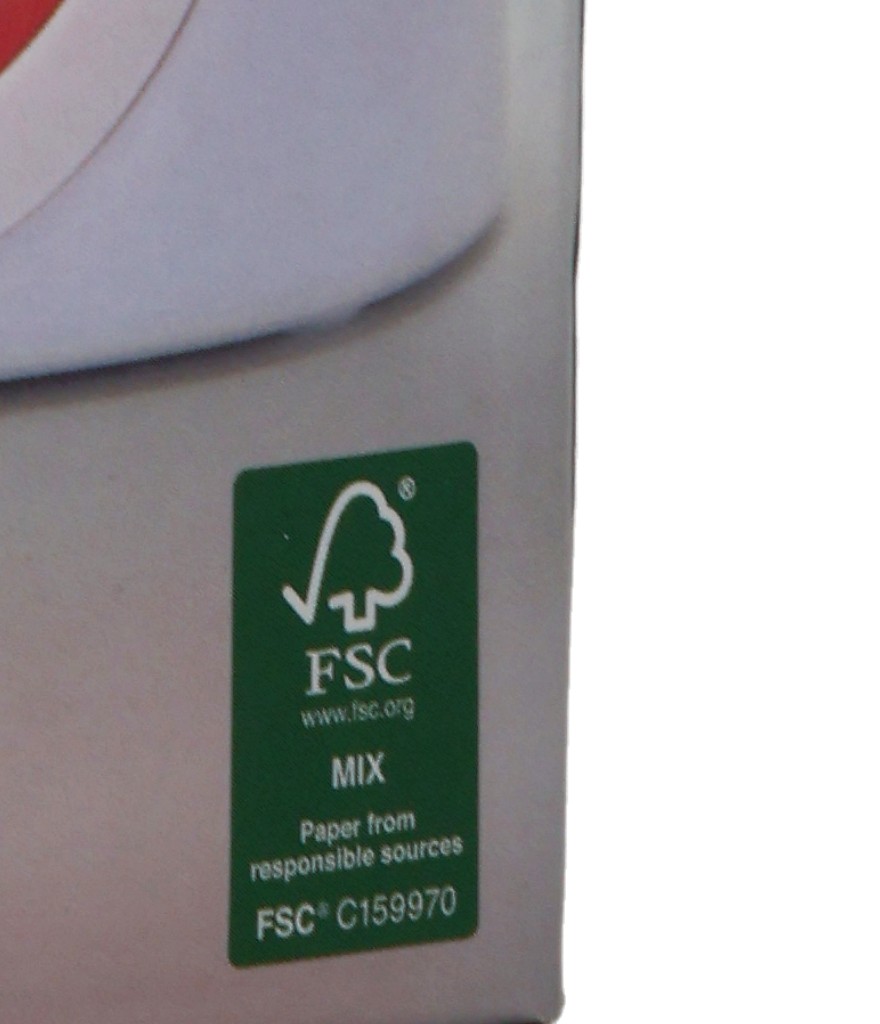 ®
FSC
www.fsc.org
MIX
Paper from
responsible sources
FSC® C159970